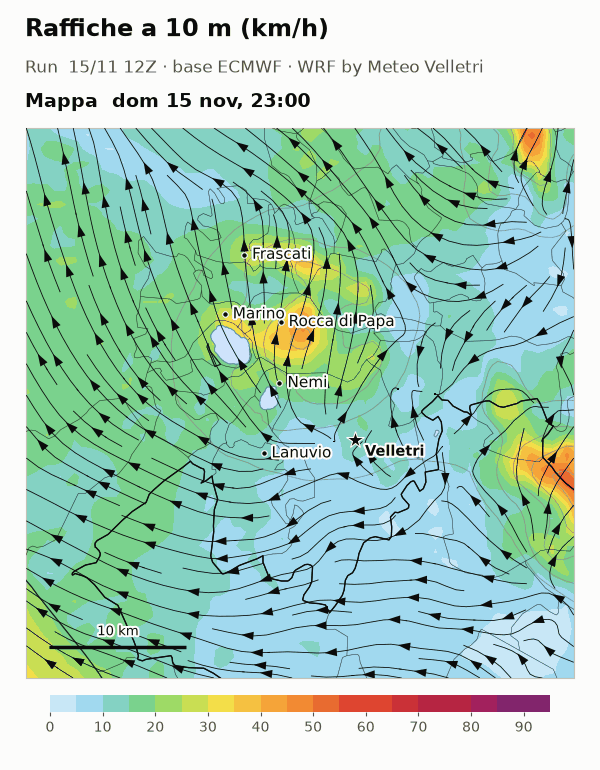 Raffiche a 10 m (km/h)
Run  15/11 12Z · base ECMWF · WRF by Meteo Velletri
Mappa  dom 15 nov, 23:00
Frascati
Marino
Rocca di Papa
Nemi
Velletri
Lanuvio
10 km
0 10 20 30 40 50 60 70 80 90